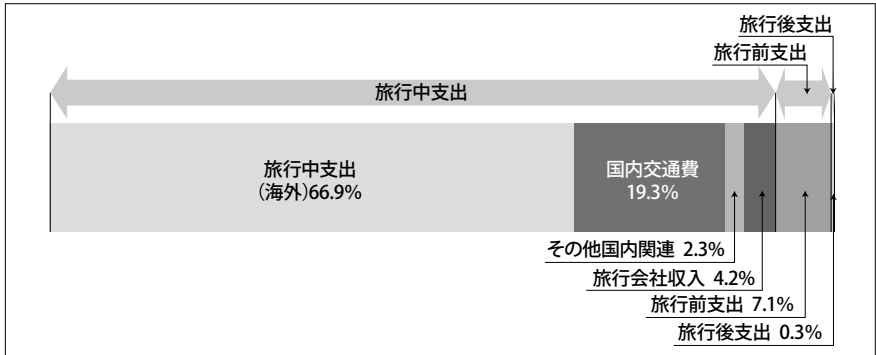 旅行後支出
旅行前支出
旅行中支出
旅行中支出
(海外)66.9%
国内交通費
19.3%
その他国内関連 2.3%
旅行会社収入 4.2%
旅行前支出 7.1%
旅行後支出 0.3%